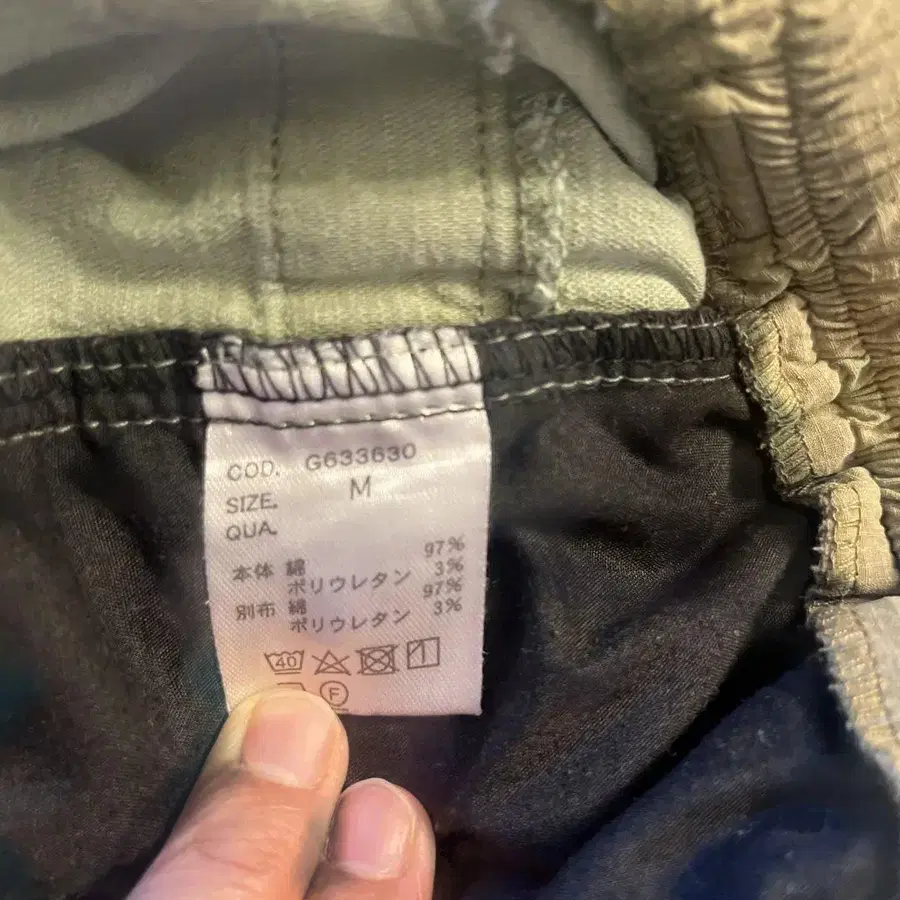 COD. G633630
SIZE. M
QUA.
本体 綿 97%
ポリウレタン 3%
別布 綿 97%
ポリウレタン 3%
40
F